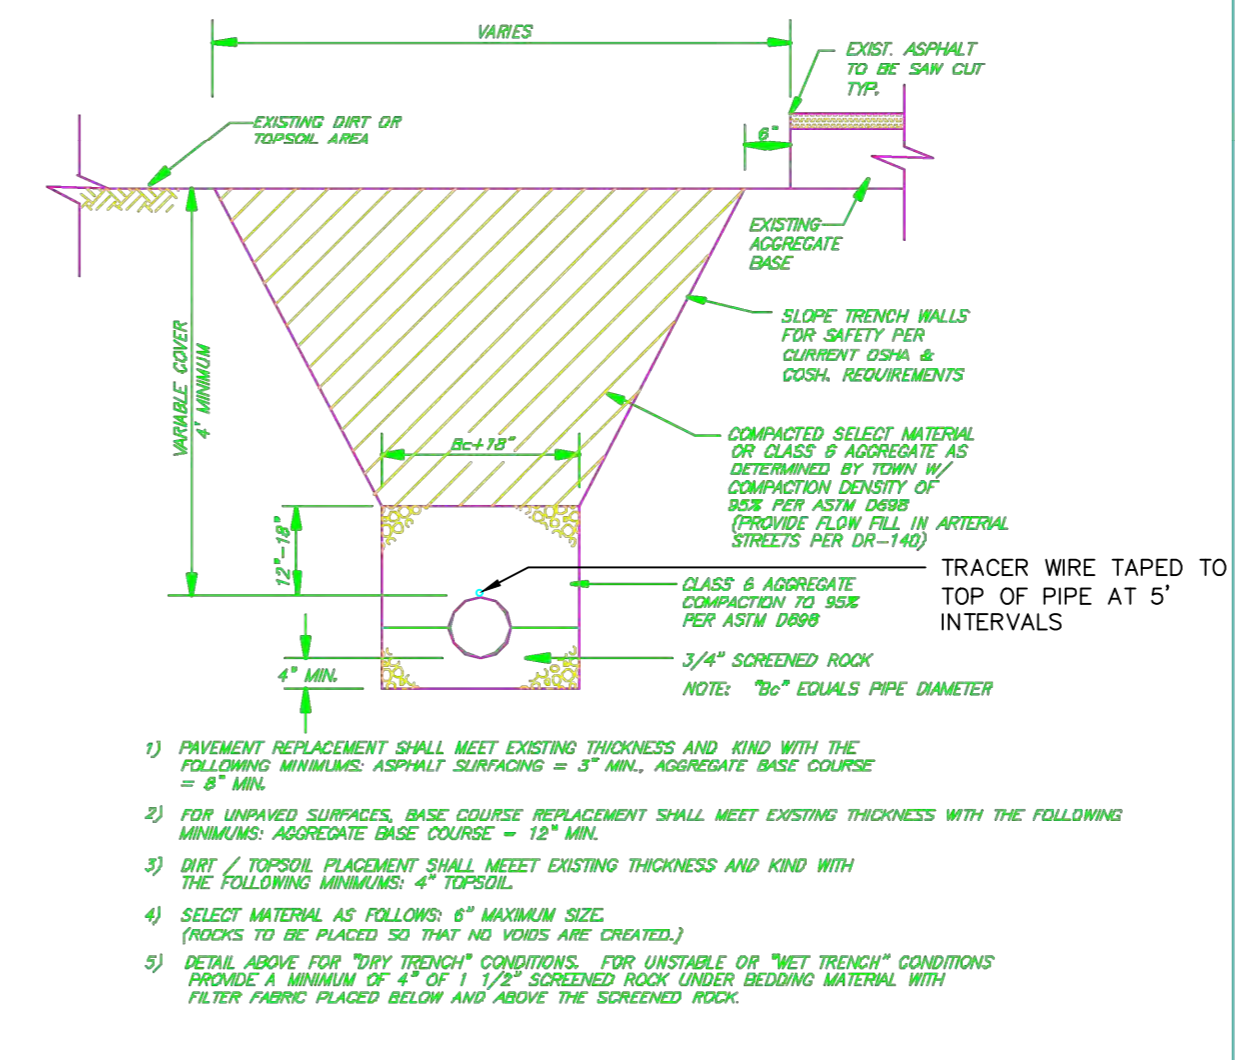 VARIES
EXIST. ASPHALT
TO BE SAW CUT
TYP.
EXISTING DIRT OR
TOPSOIL AREA
6"
EXISTING
AGGREGATE
BASE
SLOPE TRENCH WALLS
FOR SAFETY PER
CURRENT OSHA &
COSH. REQUIREMENTS
VARIABLE COVER
4' MINIMUM
Bc+18"
COMPACTED SELECT MATERIAL
OR CLASS 6 AGGREGATE AS
DETERMINED BY TOWN W/
COMPACTION DENSITY OF
95% PER ASTM D698
(PROVIDE FLOW FILL IN ARTERIAL
STREETS PER DR-140)
12"-18"
TRACER WIRE TAPED TO
TOP OF PIPE AT 5'
INTERVALS
CLASS 6 AGGREGATE
COMPACTION TO 95%
PER ASTM D698
4" MIN.
3/4" SCREENED ROCK
NOTE: "Bc" EQUALS PIPE DIAMETER
1) PAVEMENT REPLACEMENT SHALL MEET EXISTING THICKNESS AND KIND WITH THE
FOLLOWING MINIMUMS: ASPHALT SURFACING = 3" MIN., AGGREGATE BASE COURSE
= 8" MIN.
2) FOR UNPAVED SURFACES, BASE COURSE REPLACEMENT SHALL MEET EXISTING THICKNESS WITH THE FOLLOWING
MINIMUMS: AGGREGATE BASE COURSE = 12" MIN.
3) DIRT / TOPSOIL PLACEMENT SHALL MEEET EXISTING THICKNESS AND KIND WITH
THE FOLLOWING MINIMUMS: 4" TOPSOIL.
4) SELECT MATERIAL AS FOLLOWS: 6" MAXIMUM SIZE.
(ROCKS TO BE PLACED SO THAT NO VOIDS ARE CREATED.)
5) DETAIL ABOVE FOR "DRY TRENCH" CONDITIONS. FOR UNSTABLE OR "WET TRENCH" CONDITIONS
PROVIDE A MINIMUM OF 4" OF 1 1/2" SCREENED ROCK UNDER BEDDING MATERIAL WITH
FILTER FABRIC PLACED BELOW AND ABOVE THE SCREENED ROCK.